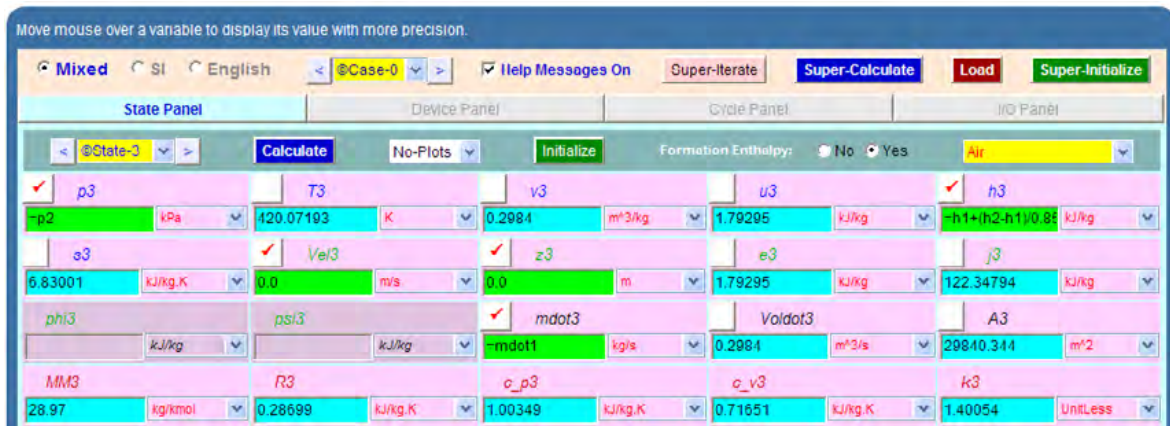 Move mouse over a variable to display its value with more precision.
Mixed SI English < ©Case-0 > Help Messages On Super-Iterate Super-Calculate Load Super-Initialize
State Panel Device Panel Cycle Panel I/O Panel
< ©State-3 > Calculate No-Plots Initialize Formation Enthalpy: No Yes Air
p3 T3 v3 u3 h3
=p2 kPa 420.07193 K 0.2984 m^3/kg 1.79295 kJ/kg =h1+(h2-h1)/0.85 kJ/kg
s3 Vel3 z3 e3 j3
6.83001 kJ/kg.K 0.0 m/s 0.0 m 1.79295 kJ/kg 122.34794 kJ/kg
phi3 psi3 mdot3 Voldot3 A3
kJ/kg kJ/kg =mdot1 kg/s 0.2984 m^3/s 29840.344 m^2
MM3 R3 c_p3 c_v3 k3
28.97 kg/kmol 0.28699 kJ/kg.K 1.00349 kJ/kg.K 0.71651 kJ/kg.K 1.40054 UnitLess